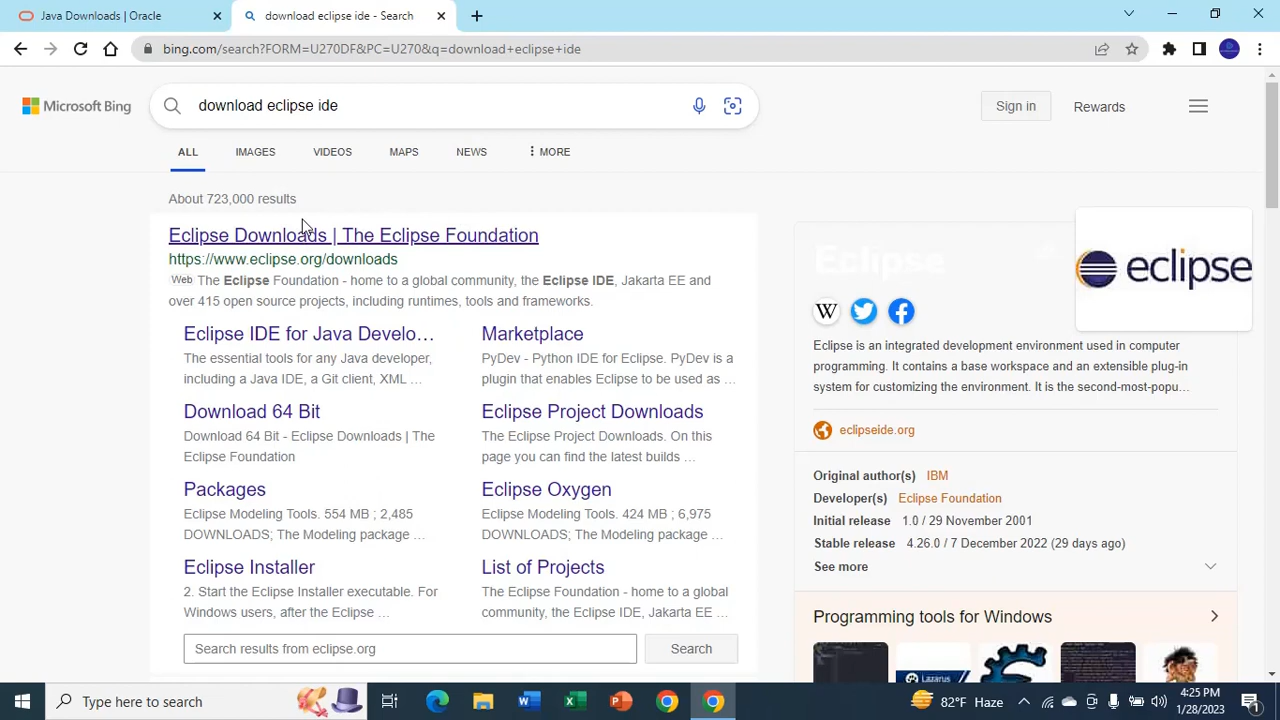 Java Downloads | Oracle
download eclipse ide - Search
bing.com/search?FORM=U270DF&PC=U270&q=download+eclipse+ide
Microsoft Bing
download eclipse ide
Sign in
Rewards
ALL
IMAGES
VIDEOS
MAPS
NEWS
MORE
About 723,000 results
Eclipse Downloads | The Eclipse Foundation
https://www.eclipse.org/downloads
Web The Eclipse Foundation - home to a global community, the Eclipse IDE, Jakarta EE and
over 415 open source projects, including runtimes, tools and frameworks.
Eclipse IDE for Java Develo…
The essential tools for any Java developer,
including a Java IDE, a Git client, XML …
Marketplace
PyDev - Python IDE for Eclipse. PyDev is a
plugin that enables Eclipse to be used as …
Download 64 Bit
Download 64 Bit - Eclipse Downloads | The
Eclipse Foundation
Eclipse Project Downloads
The Eclipse Project Downloads. On this
page you can find the latest builds …
Packages
Eclipse Modeling Tools. 554 MB ; 2,485
DOWNLOADS; The Modeling package …
Eclipse Oxygen
Eclipse Modeling Tools. 424 MB ; 6,975
DOWNLOADS; The Modeling package …
Eclipse Installer
2. Start the Eclipse Installer executable. For
Windows users, after the Eclipse …
List of Projects
The Eclipse Foundation - home to a global
community, the Eclipse IDE, Jakarta EE …
Search results from eclipse.org
Search
Eclipse
eclipse
W
Eclipse is an integrated development environment used in computer
programming. It contains a base workspace and an extensible plug-in
system for customizing the environment. It is the second-most-popu…
eclipseide.org
Original author(s) IBM
Developer(s) Eclipse Foundation
Initial release 1.0 / 29 November 2001
Stable release 4.26.0 / 7 December 2022 (29 days ago)
See more
Programming tools for Windows
Lazarus
Type here to search
82°F Haze
4:25 PM
1/28/2023
1